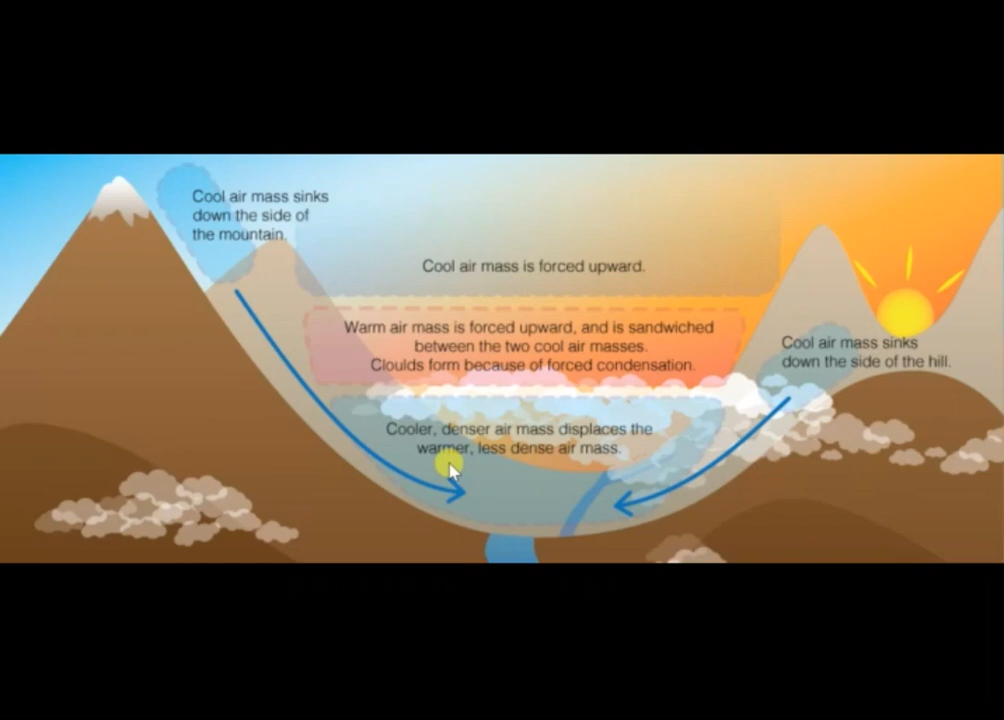 Cool air mass sinks
down the side of
the mountain.
Cool air mass is forced upward.
Warm air mass is forced upward, and is sandwiched
between the two cool air masses.
Cloulds form because of forced condensation.
Cool air mass sinks
down the side of the hill.
Cooler, denser air mass displaces the
warmer, less dense air mass.